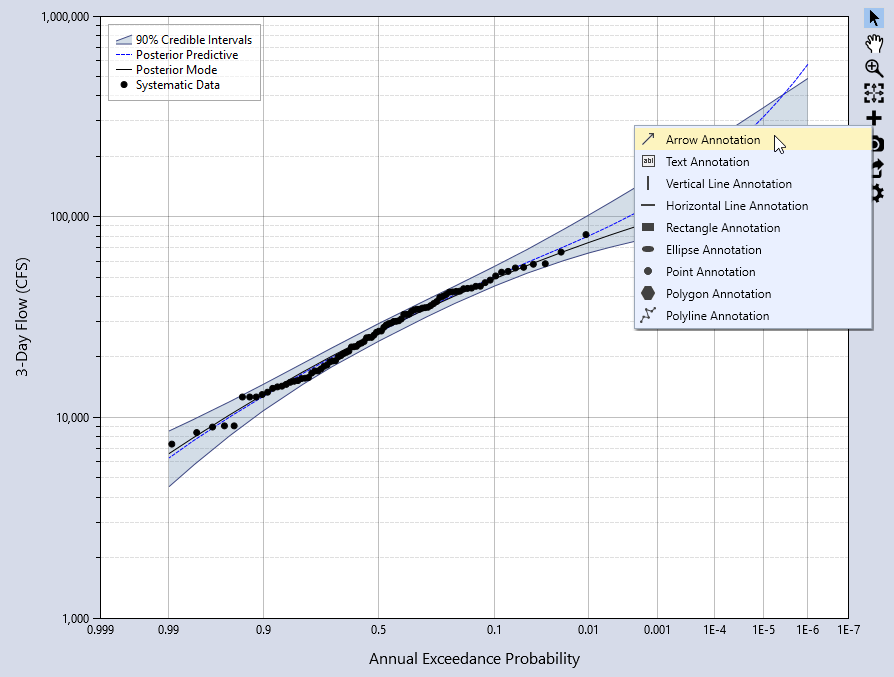 1,000,000
100,000
10,000
1,000
3-Day Flow (CFS)
90% Credible Intervals
Posterior Predictive
Posterior Mode
Systematic Data
Arrow Annotation
abl Text Annotation
Vertical Line Annotation
Horizontal Line Annotation
Rectangle Annotation
Ellipse Annotation
Point Annotation
Polygon Annotation
Polyline Annotation
0.999 0.99 0.9 0.5 0.1 0.01 0.001 1E-4 1E-5 1E-6 1E-7
Annual Exceedance Probability